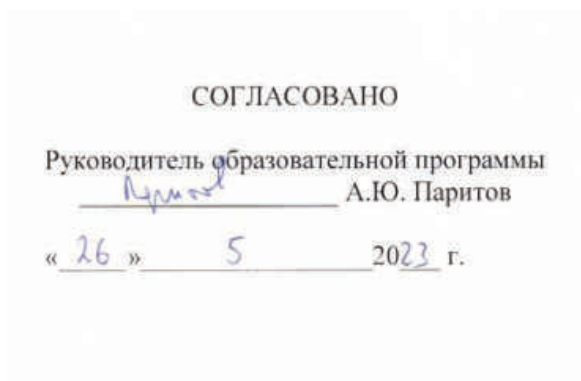 СОГЛАСОВАНО
Руководитель образовательной программы
А.Ю. Паритов
« 26 » 5 2023 г.